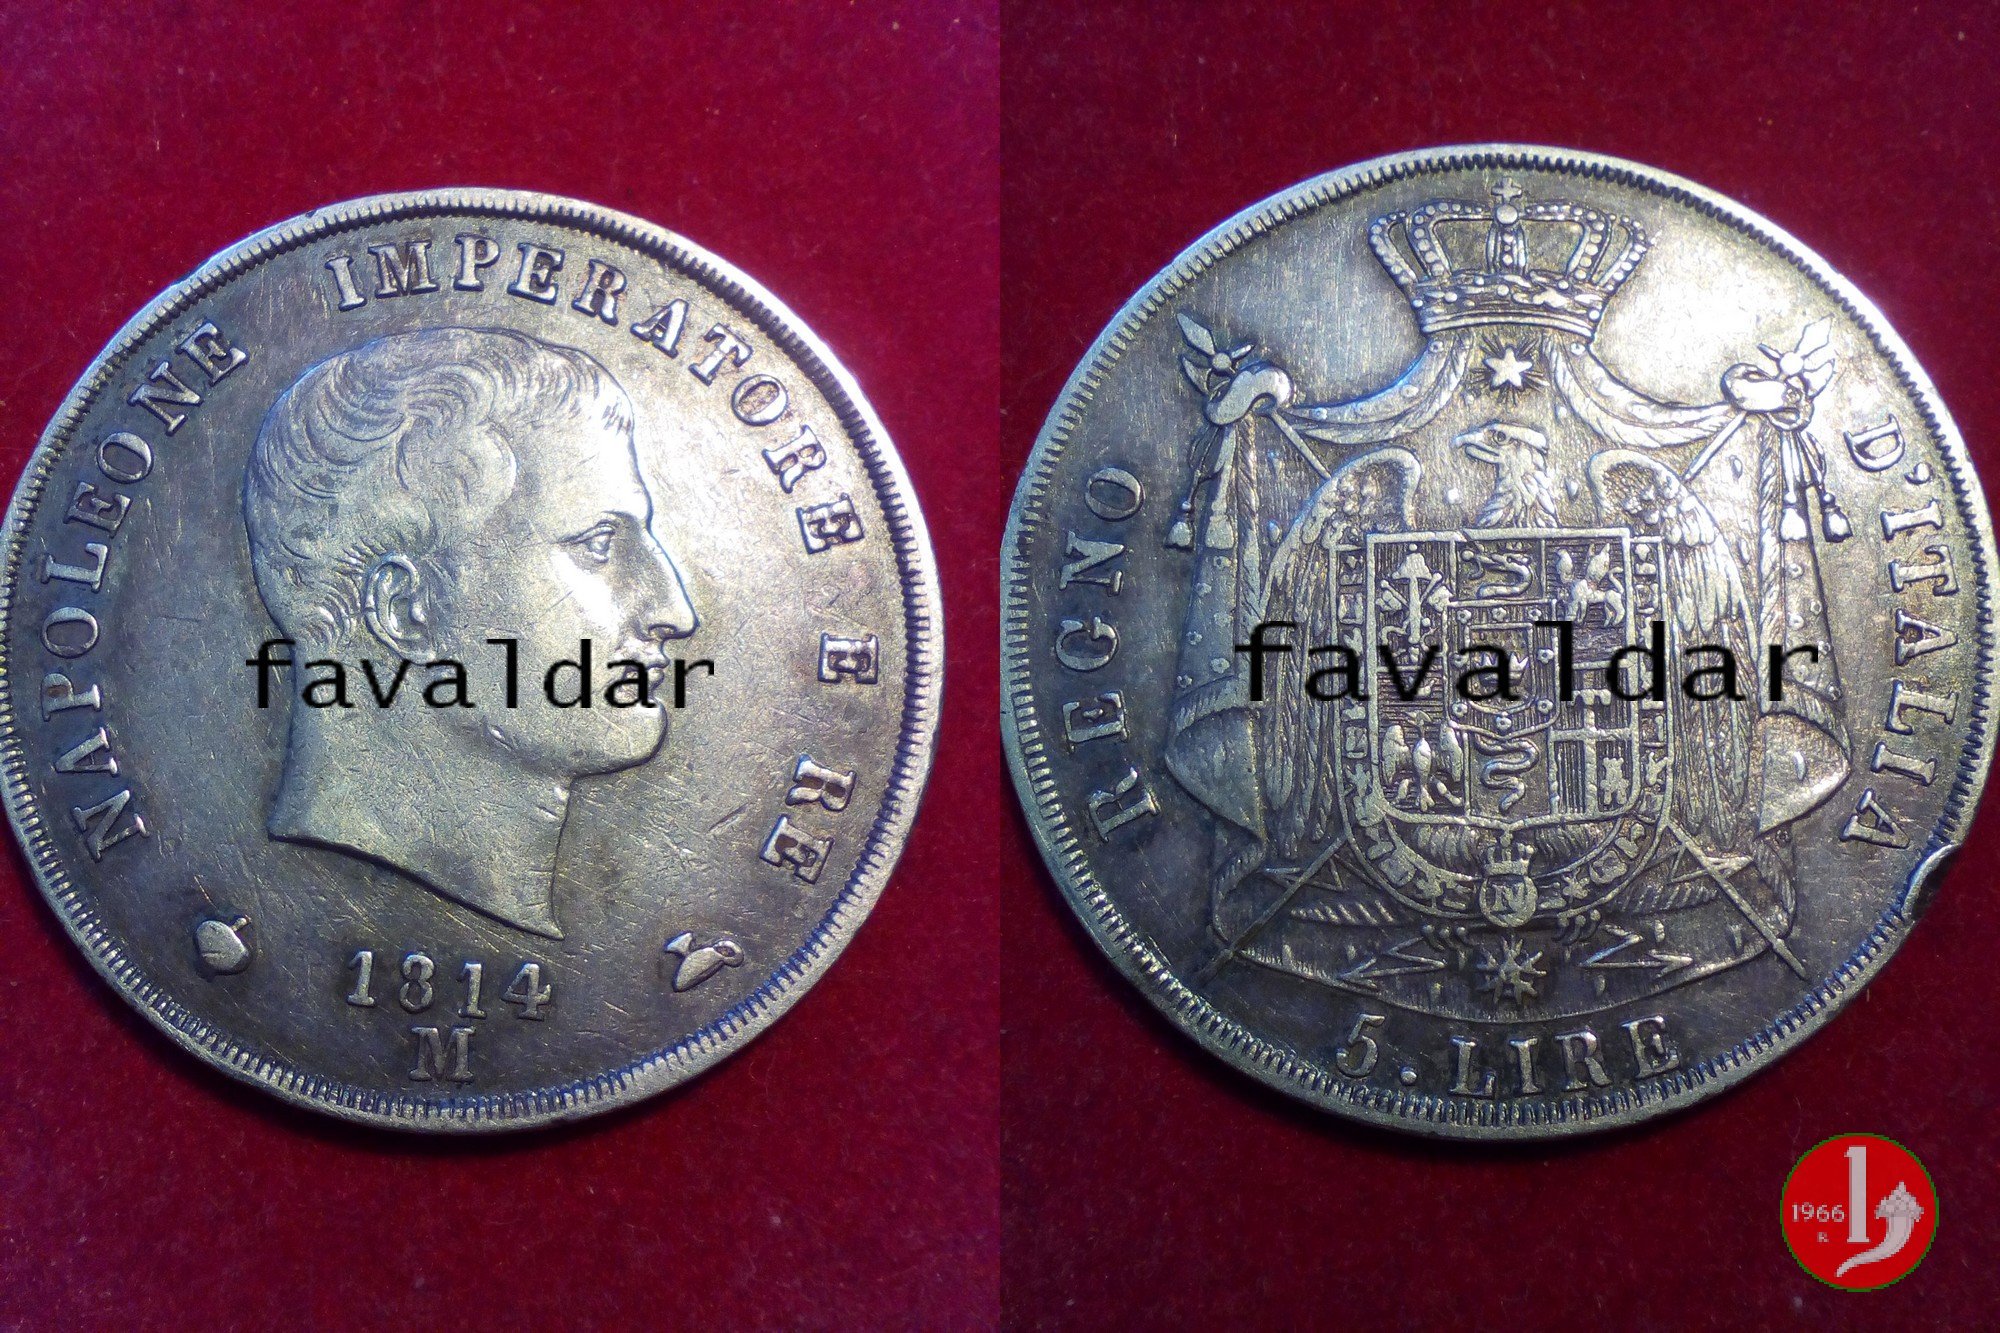 NAPOLEONE IMPERATORE E RE
1814
M
favaldar
REGNO D'ITALIA
N
5. LIRE
favaldar
1966
R